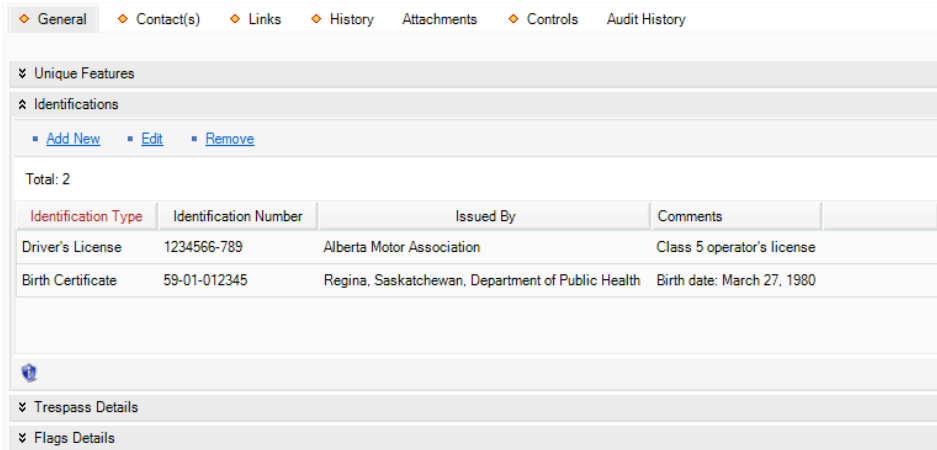 General Contact(s) Links History Attachments Controls Audit History
Unique Features
Identifications
Add New Edit Remove
Total: 2
Identification Type Identification Number Issued By Comments
Driver's License 1234566-789 Alberta Motor Association Class 5 operator's license
Birth Certificate 59-01-012345 Regina, Saskatchewan, Department of Public Health Birth date: March 27, 1980
Trespass Details
Flags Details